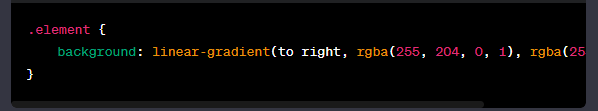 .element {
    background: linear-gradient(to right, rgba(255, 204, 0, 1), rgba(25
}